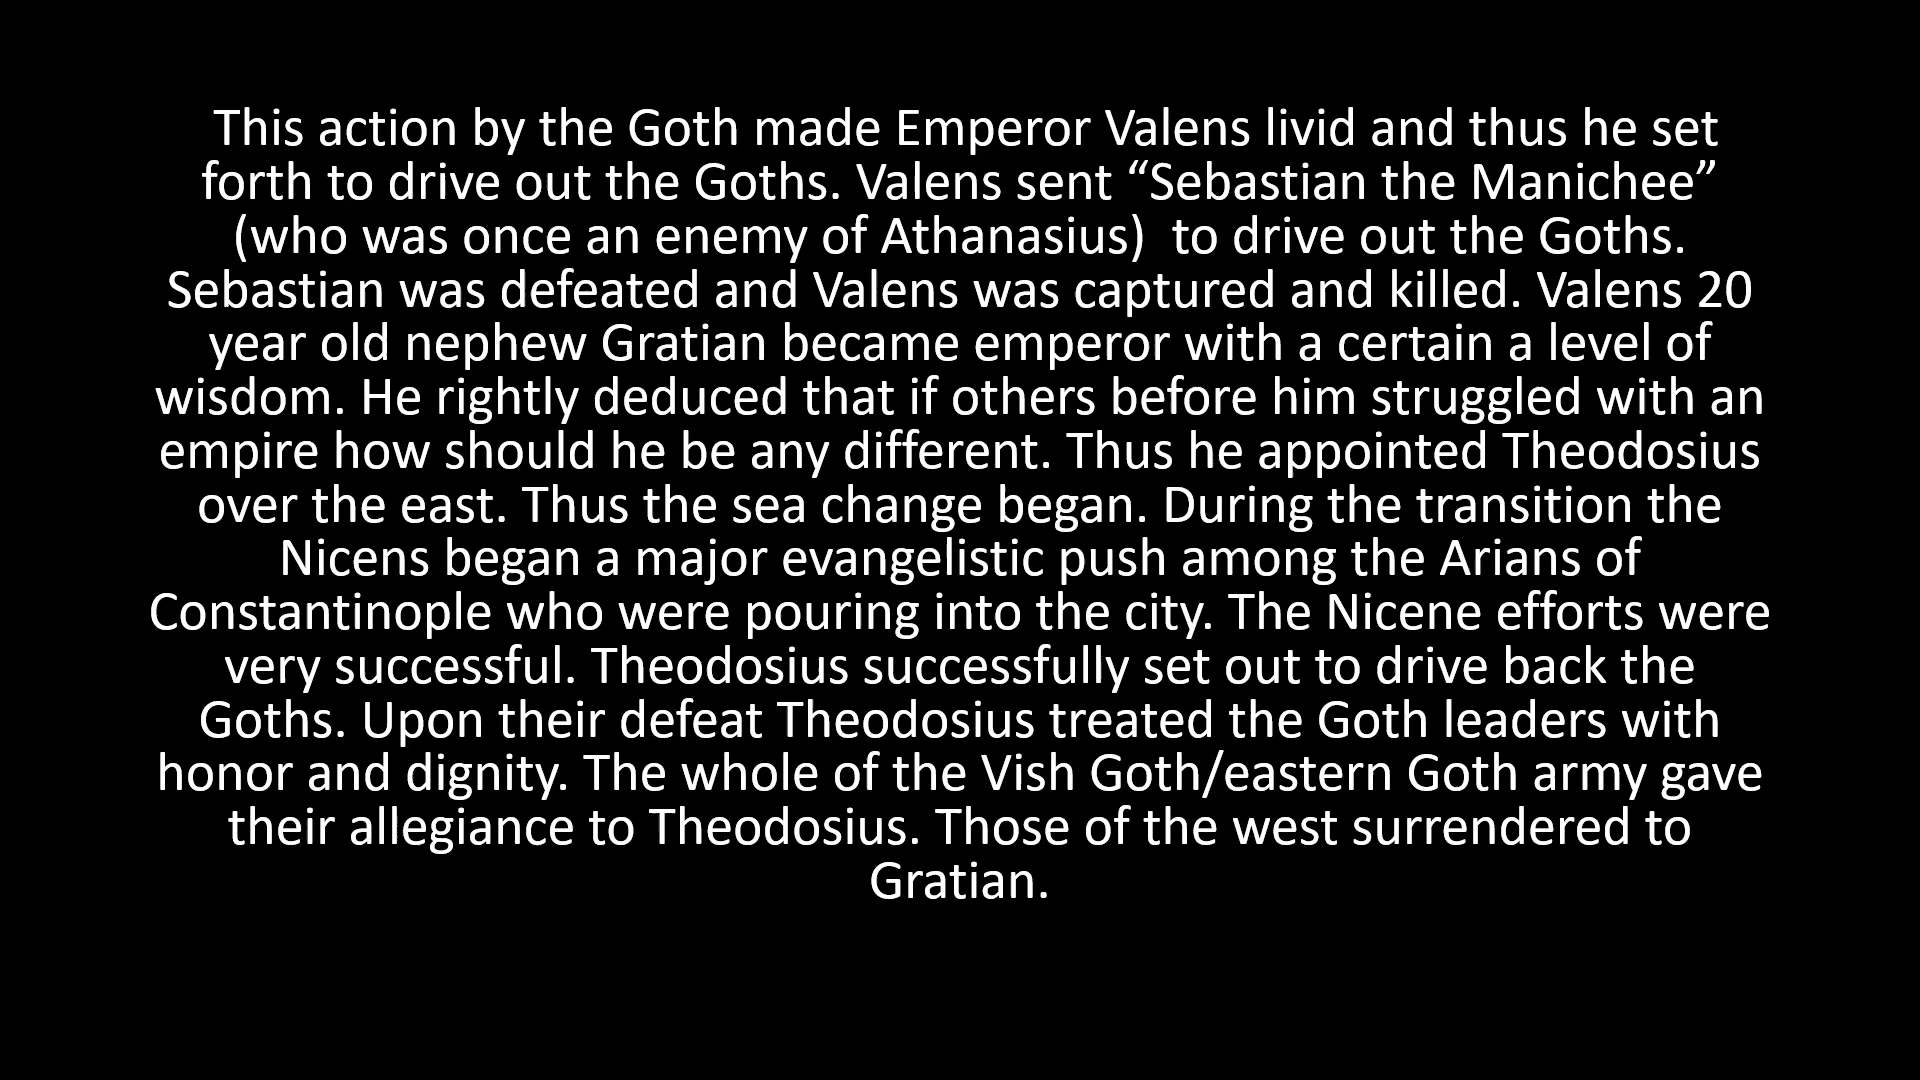 This action by the Goth made Emperor Valens livid and thus he set
forth to drive out the Goths. Valens sent “Sebastian the Manichee”
(who was once an enemy of Athanasius)  to drive out the Goths.
Sebastian was defeated and Valens was captured and killed. Valens 20
year old nephew Gratian became emperor with a certain a level of
wisdom. He rightly deduced that if others before him struggled with an
empire how should he be any different. Thus he appointed Theodosius
over the east. Thus the sea change began. During the transition the
Nicens began a major evangelistic push among the Arians of
Constantinople who were pouring into the city. The Nicene efforts were
very successful. Theodosius successfully set out to drive back the
Goths. Upon their defeat Theodosius treated the Goth leaders with
honor and dignity. The whole of the Vish Goth/eastern Goth army gave
their allegiance to Theodosius. Those of the west surrendered to
Gratian.